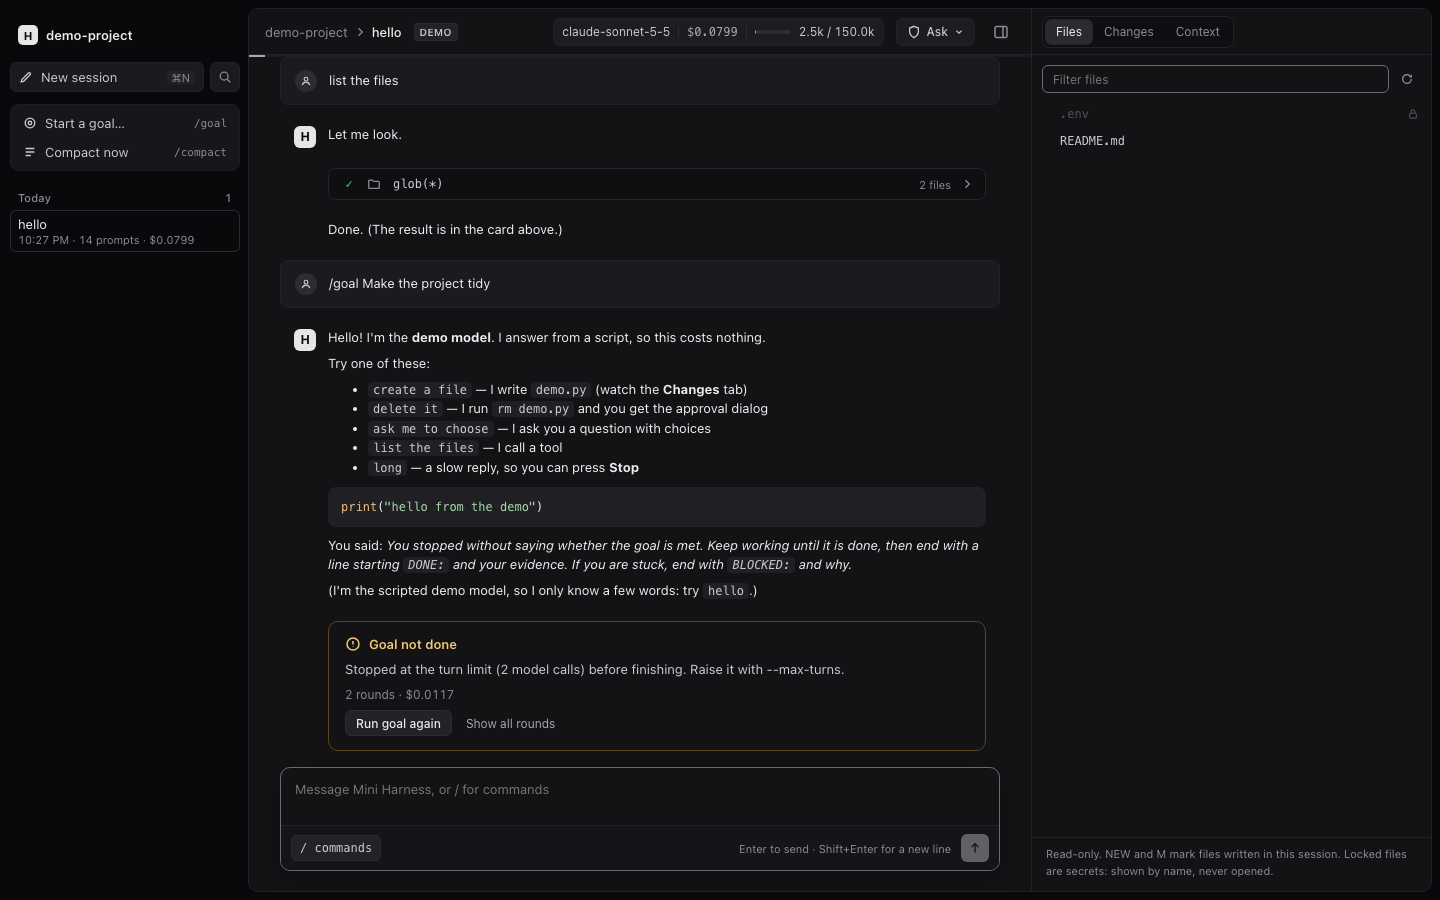 H demo-project
New session ⌘N
Start a goal... /goal
Compact now /compact
Today 1
hello
10:27 PM · 14 prompts · $0.0799
demo-project > hello DEMO
claude-sonnet-5-5 $0.0799 2.5k / 150.0k
Ask
list the files
H Let me look.
✓ glob(*) 2 files
Done. (The result is in the card above.)
/goal Make the project tidy
H Hello! I'm the demo model. I answer from a script, so this costs nothing.
Try one of these:
• create a file — I write demo.py (watch the Changes tab)
• delete it — I run rm demo.py and you get the approval dialog
• ask me to choose — I ask you a question with choices
• list the files — I call a tool
• long — a slow reply, so you can press Stop
print("hello from the demo")
You said: You stopped without saying whether the goal is met. Keep working until it is done, then end with a
line starting DONE: and your evidence. If you are stuck, end with BLOCKED: and why.
(I'm the scripted demo model, so I only know a few words: try hello.)
Goal not done
Stopped at the turn limit (2 model calls) before finishing. Raise it with --max-turns.
2 rounds · $0.0117
Run goal again Show all rounds
Message Mini Harness, or / for commands
/ commands Enter to send · Shift+Enter for a new line
Files Changes Context
Filter files
.env
README.md
Read-only. NEW and M mark files written in this session. Locked files
are secrets: shown by name, never opened.